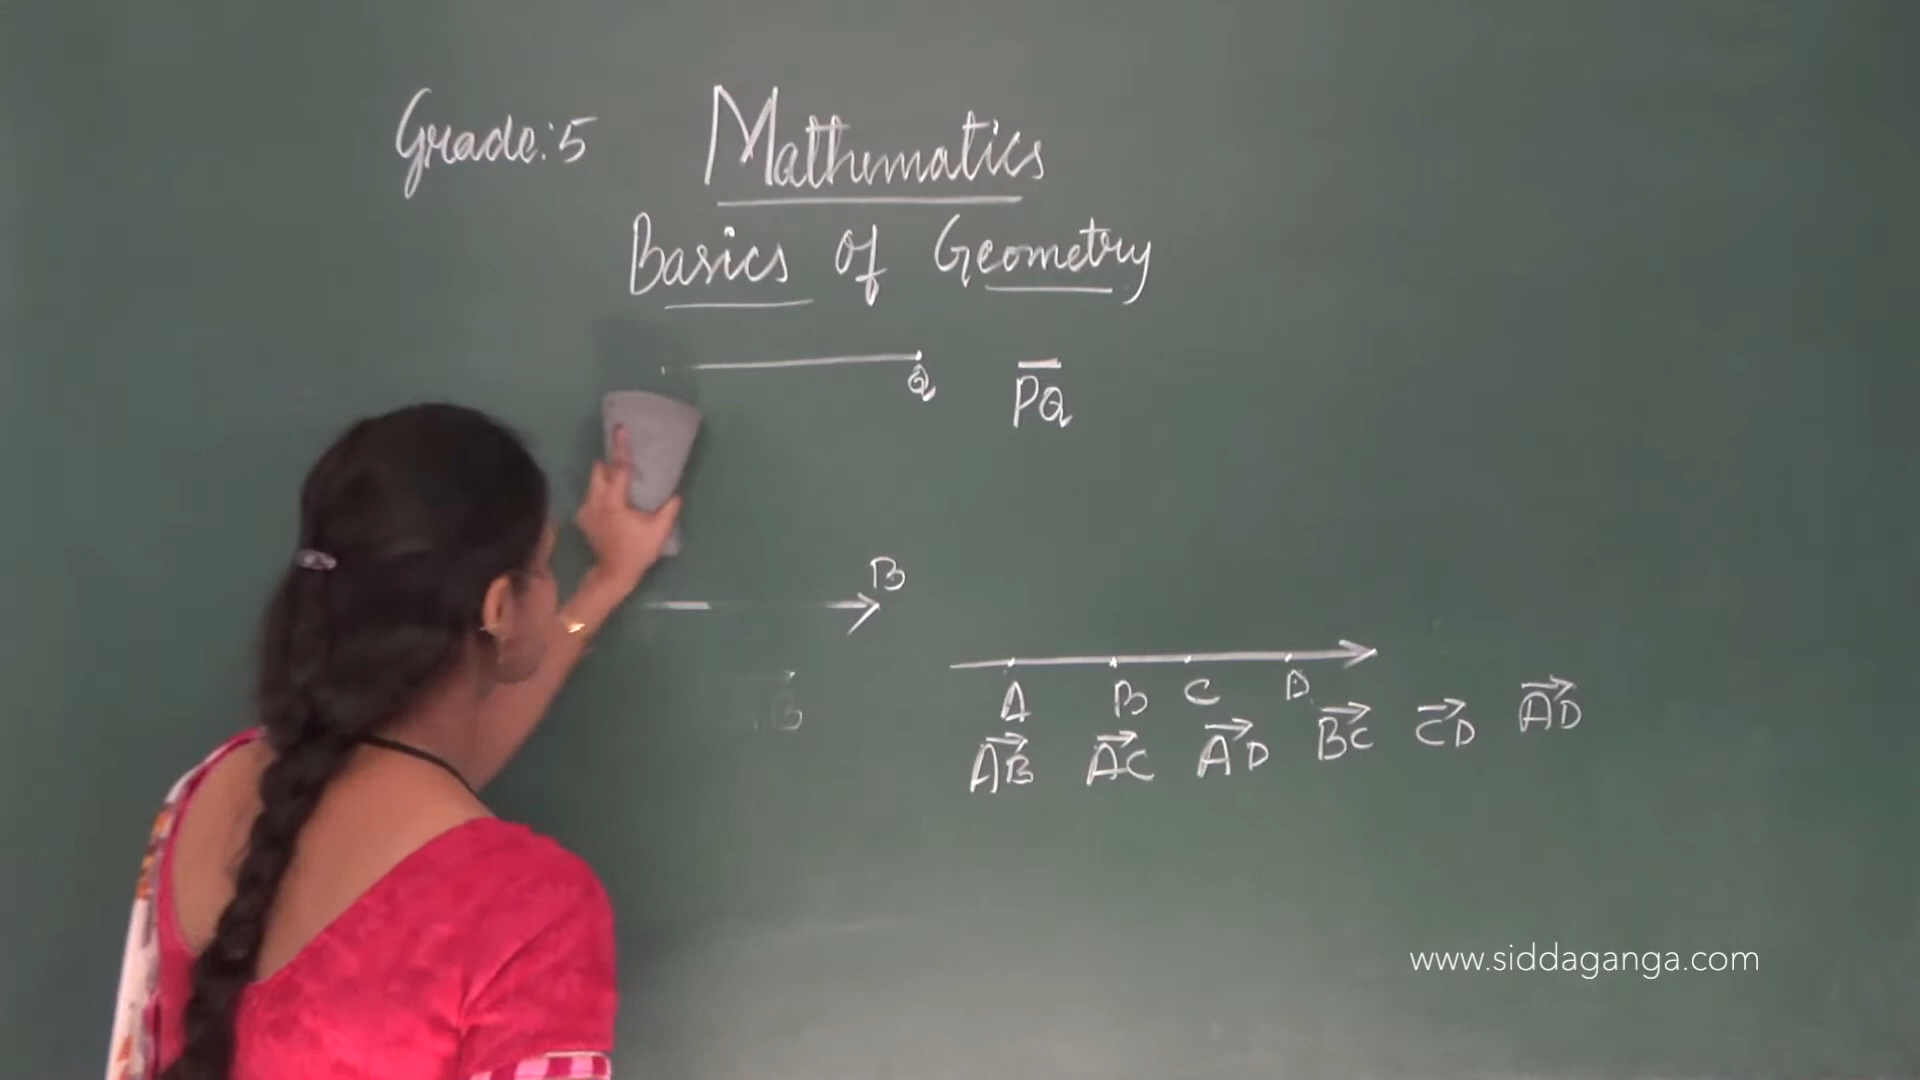 Grade: 5 Mathematics
Basics of Geometry
Q PQ
B
A B C D
AB AC AD BC CD AD
www.siddaganga.com